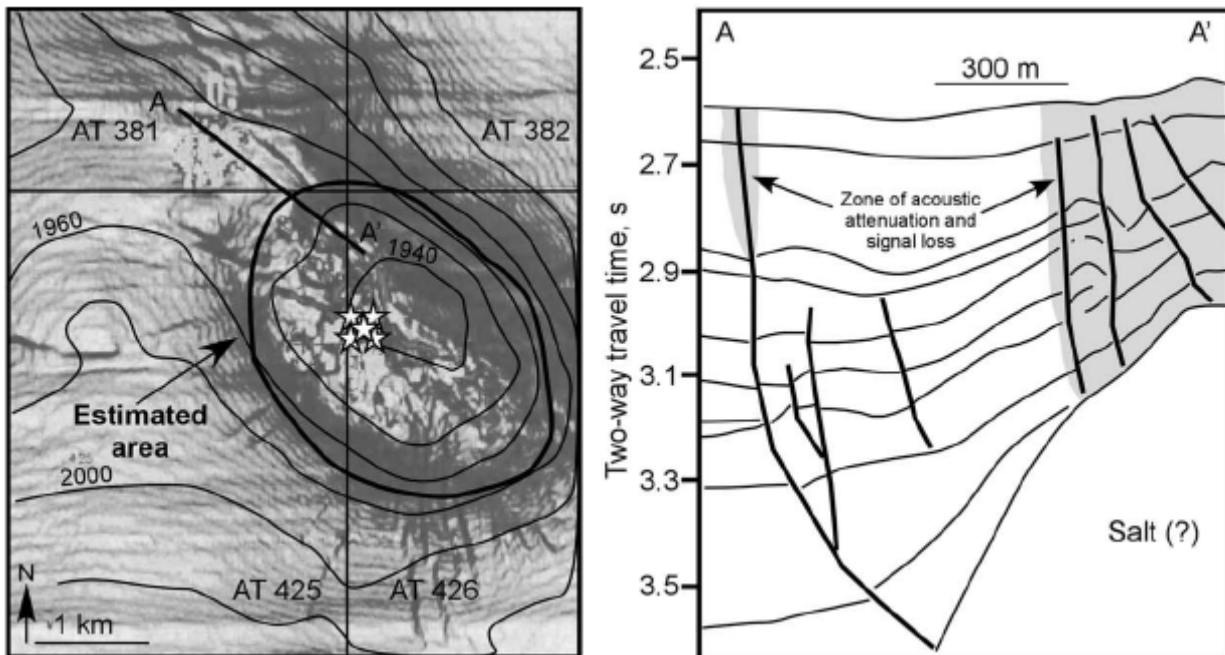 A
AT 381
AT 382
1960
A'
1940
Estimated
area
2000
N
1 km
AT 425
AT 426
A
A'
300 m
Two-way travel time, s
2.5
2.7
2.9
3.1
3.3
3.5
Zone of acoustic
attenuation and
signal loss
Salt (?)